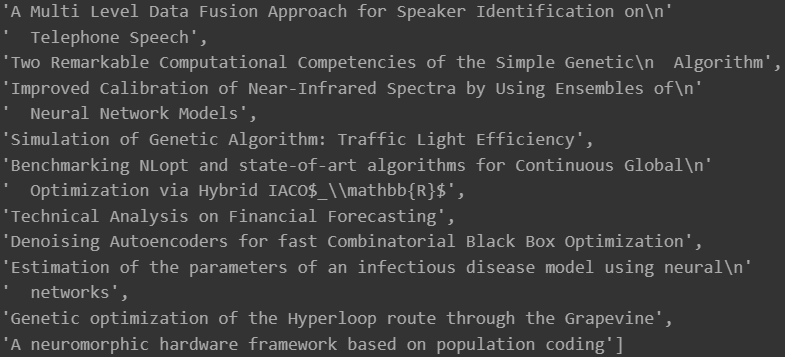 'A Multi Level Data Fusion Approach for Speaker Identification on\n'
'  Telephone Speech',
'Two Remarkable Computational Competencies of the Simple Genetic\n  Algorithm',
'Improved Calibration of Near-Infrared Spectra by Using Ensembles of\n'
'  Neural Network Models',
'Simulation of Genetic Algorithm: Traffic Light Efficiency',
'Benchmarking NLopt and state-of-art algorithms for Continuous Global\n'
'  Optimization via Hybrid IACO$_\\mathbb{R}$',
'Technical Analysis on Financial Forecasting',
'Denoising Autoencoders for fast Combinatorial Black Box Optimization',
'Estimation of the parameters of an infectious disease model using neural\n'
'  networks',
'Genetic optimization of the Hyperloop route through the Grapevine',
'A neuromorphic hardware framework based on population coding']